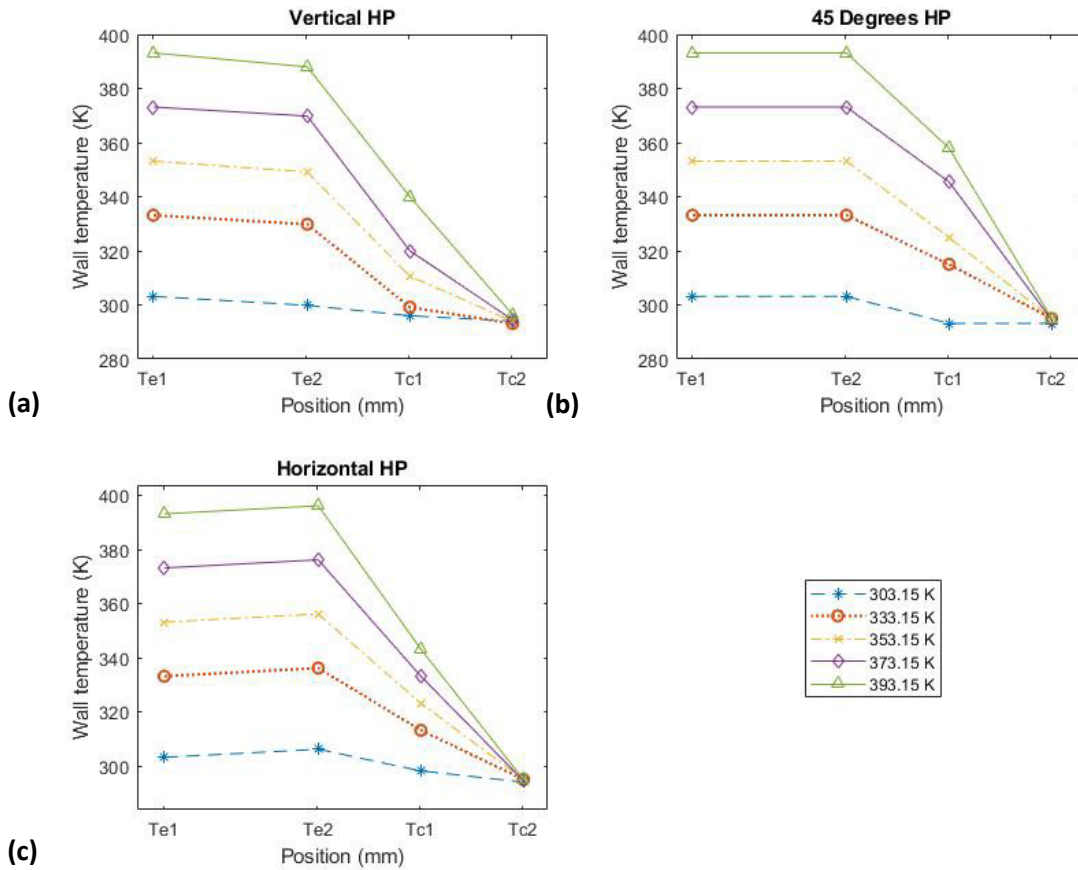 Vertical HP
400
380
360
340
320
300
280
Wall temperature (K)
Te1 Te2 Tc1 Tc2
Position (mm)
(a)
45 Degrees HP
400
380
360
340
320
300
280
Wall temperature (K)
Te1 Te2 Tc1 Tc2
Position (mm)
(b)
Horizontal HP
400
380
360
340
320
300
Wall temperature (K)
Te1 Te2 Tc1 Tc2
Position (mm)
(c)
303.15 K
333.15 K
353.15 K
373.15 K
393.15 K